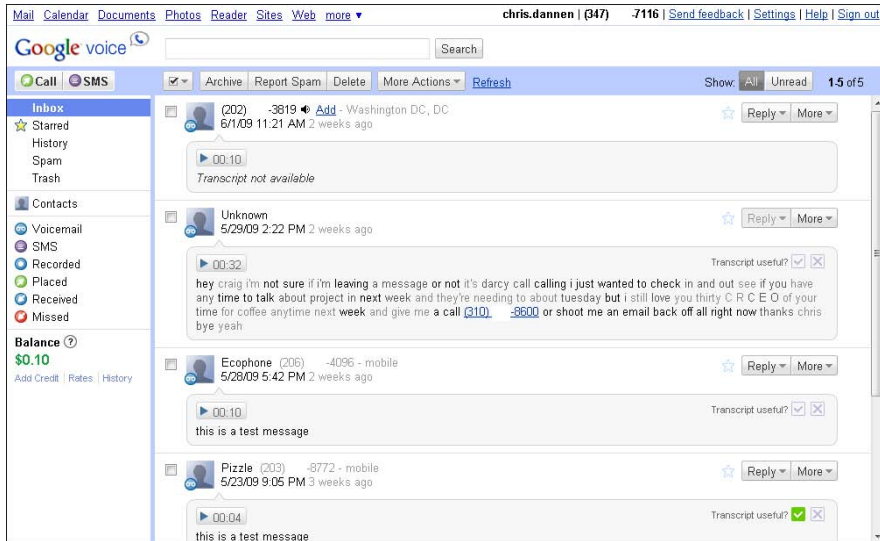 Mail Calendar Documents Photos Reader Sites Web more ▼ chris.dannen | (347) -7116 | Send feedback | Settings | Help | Sign out
Google voice Search
Call SMS Archive Report Spam Delete More Actions Refresh Show: All Unread 1-5 of 5
Inbox
Starred
History
Spam
Trash
Contacts
Voicemail
SMS
Recorded
Placed
Received
Missed
Balance ?
$0.10
Add Credit | Rates | History
(202) -3819 Add - Washington DC, DC Reply More
6/1/09 11:21 AM 2 weeks ago
00:10
Transcript not available
Unknown Reply More
5/29/09 2:22 PM 2 weeks ago
00:32 Transcript useful?
hey craig i'm not sure if i'm leaving a message or not it's darcy call calling i just wanted to check in and out see if you have
any time to talk about project in next week and they're needing to about tuesday but i still love you thirty C R C E O of your
time for coffee anytime next week and give me a call (310) -8600 or shoot me an email back off all right now thanks chris
bye yeah
Ecophone (206) -4096 - mobile Reply More
5/28/09 5:42 PM 2 weeks ago
00:10 Transcript useful?
this is a test message
Pizzle (203) -8772 - mobile Reply More
5/23/09 9:05 PM 3 weeks ago
00:04 Transcript useful?
this is a test message